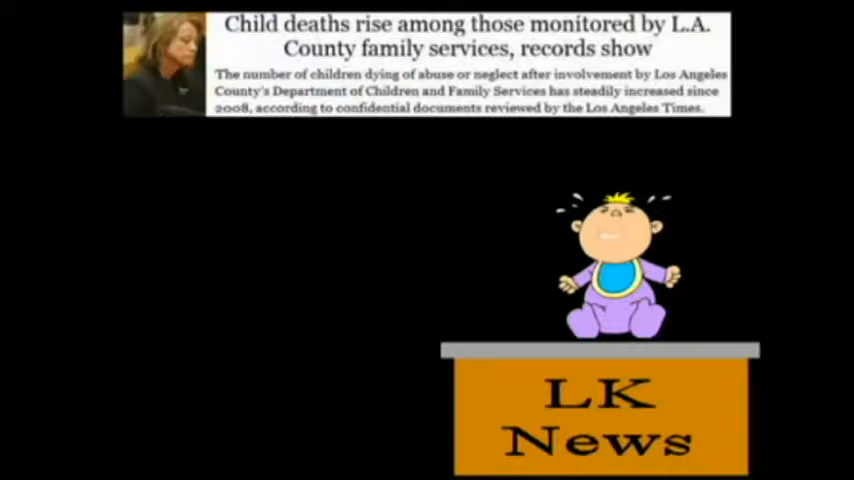 Child deaths rise among those monitored by L.A.
County family services, records show
The number of children dying of abuse or neglect after involvement by Los Angeles
County's Department of Children and Family Services has steadily increased since
2008, according to confidential documents reviewed by the Los Angeles Times.
LK
News